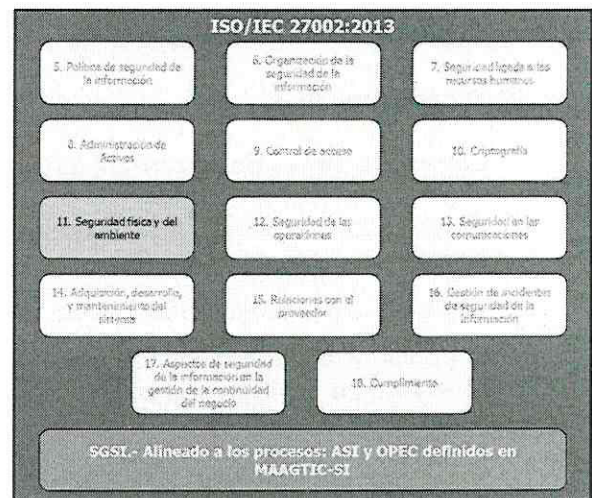 ISO/IEC 27002:2013
5. Política de seguridad de
la información
6. Organización de la
seguridad de la
información
7. Seguridad ligada a los
recursos humanos
8. Administración de
Activos
9. Control de acceso
10. Criptografía
11. Seguridad física y del
ambiente
12. Seguridad de las
operaciones
13. Seguridad en las
comunicaciones
14. Adquisición, desarrollo,
y mantenimiento del
sistema
15. Relaciones con el
proveedor
16. Gestión de incidentes
de seguridad de la
información
17. Aspectos de seguridad
de la información en la
gestión de la continuidad
del negocio
18. Cumplimiento
SGSI.- Alineado a los procesos: ASI y OPEC definidos en
MAAGTIC-SI